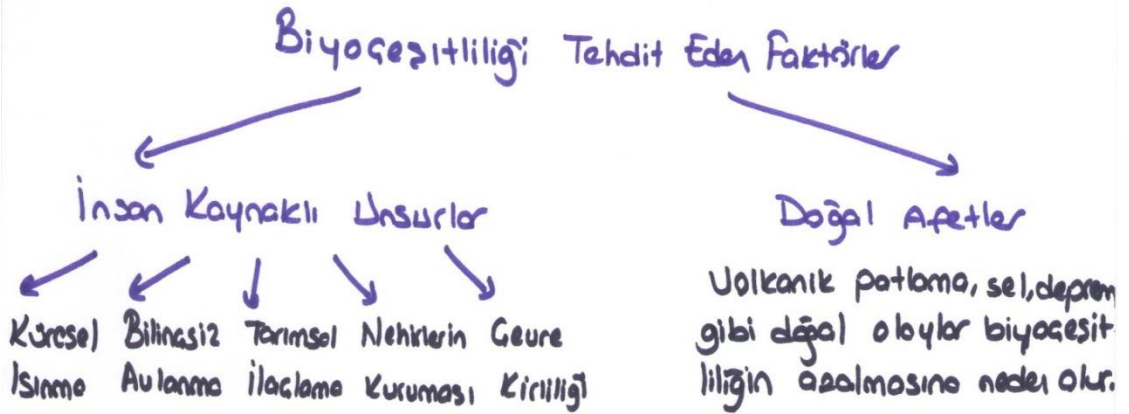 Biyoçeşitliliği Tehdit Eden Faktörler
İnsan Kaynaklı Unsurlar
Doğal Afetler
Küresel Isınma
Bilinçsiz Avlanma
Tarımsal İlaçlama
Nehirlerin Kuruması
Çevre Kirliliği
Volkanik patlama, sel, deprem
gibi doğal olaylar biyoçeşit
liliğin azalmasına neden olur.